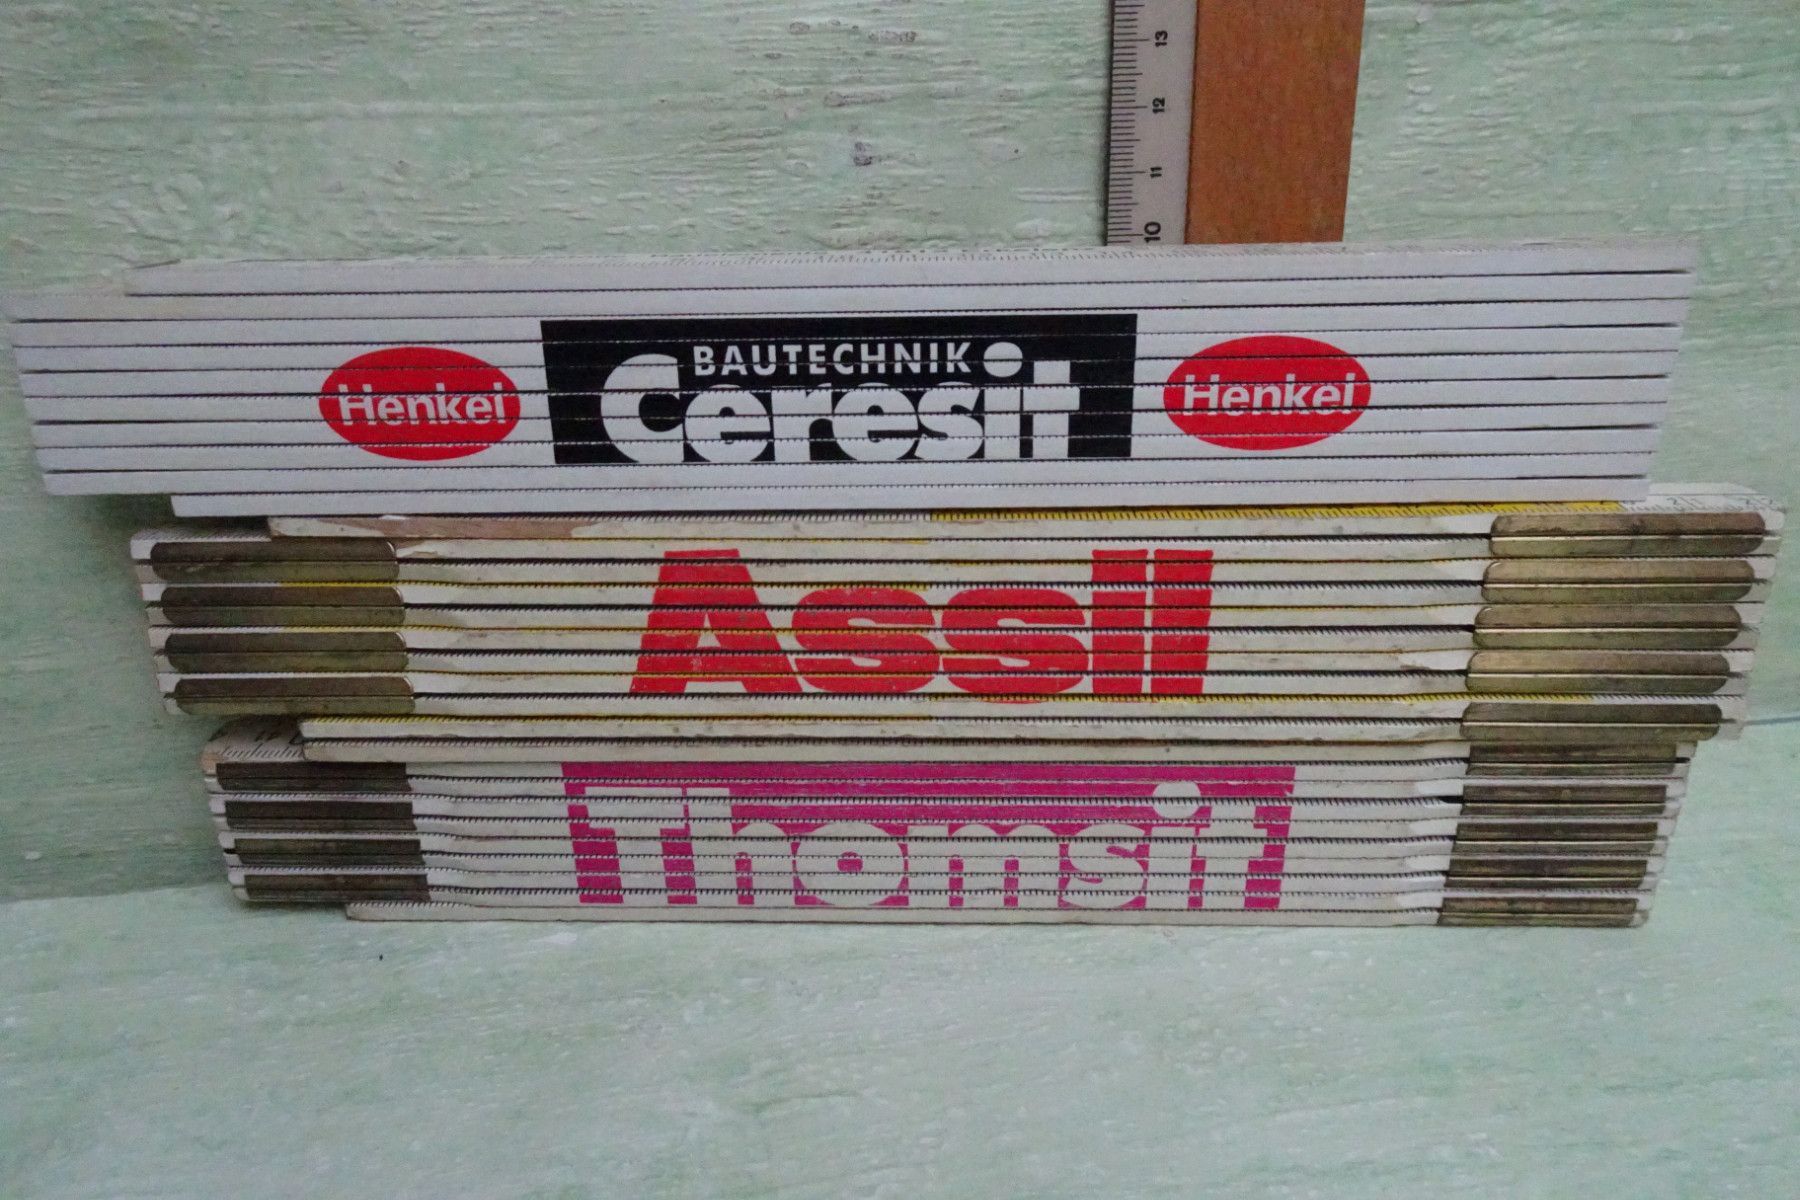 13
12
11
10
BAUTECHNIK
Henkel Ceresit Henkel
Assil
Thomsit